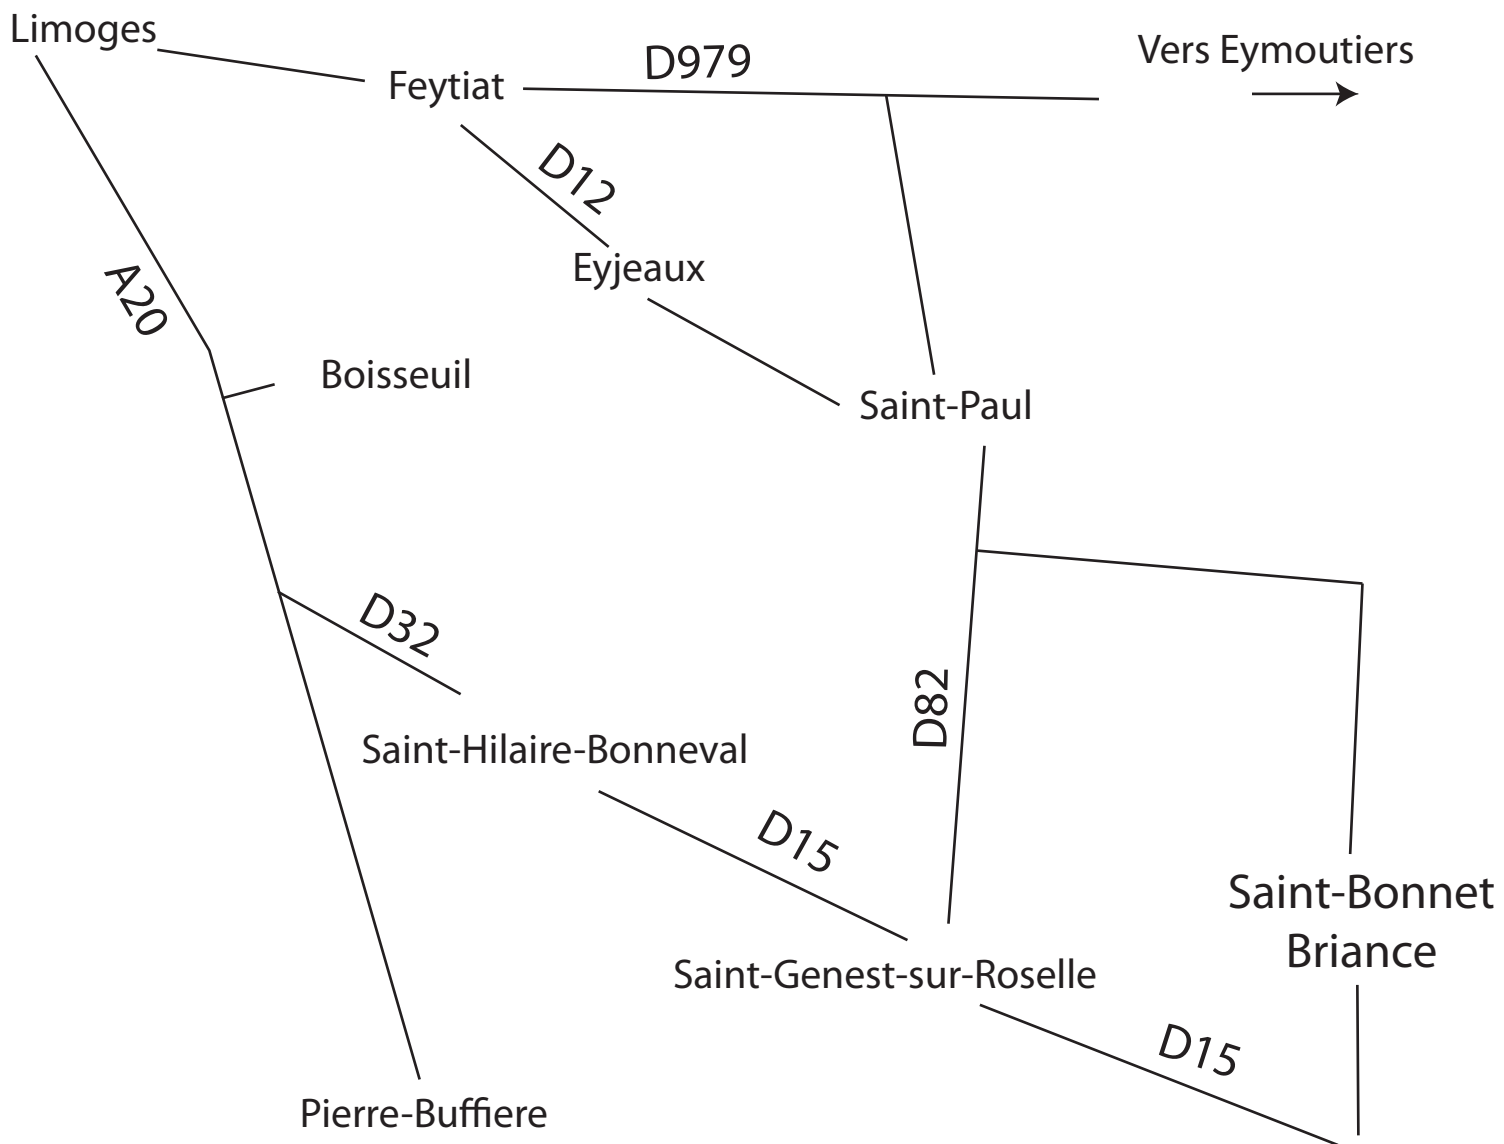 Limoges
Vers Eymoutiers
D979
Feytiat
D12
Eyjeaux
A20
Boisseuil
Saint-Paul
D32
D82
Saint-Hilaire-Bonneval
D15
Saint-Bonnet
Briance
Saint-Genest-sur-Roselle
D15
Pierre-Buffiere